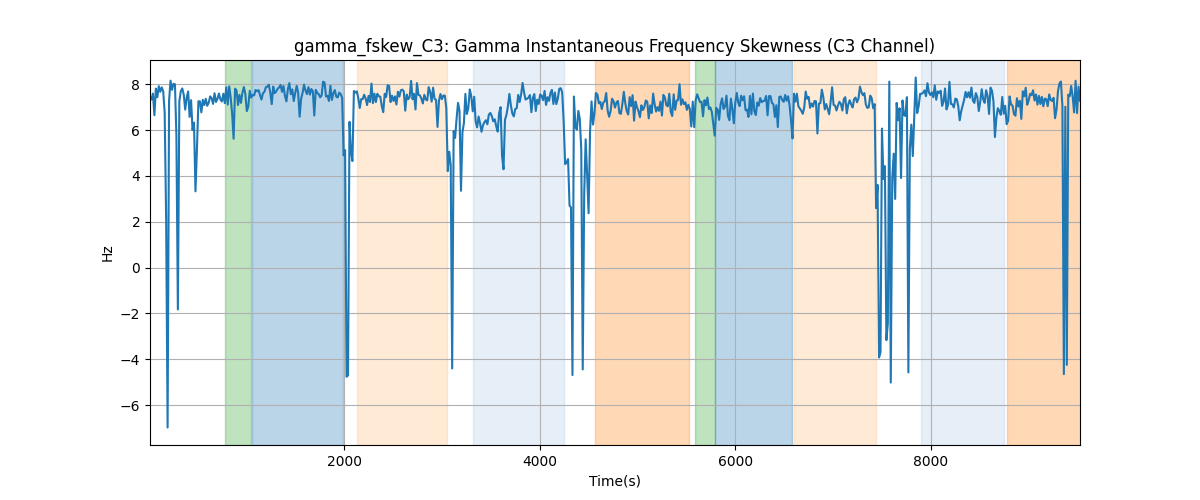 gamma_fskew_C3: Gamma Instantaneous Frequency Skewness (C3 Channel)
8
6
4
2
0
−2
−4
−6
Hz
2000 4000 6000 8000
Time(s)